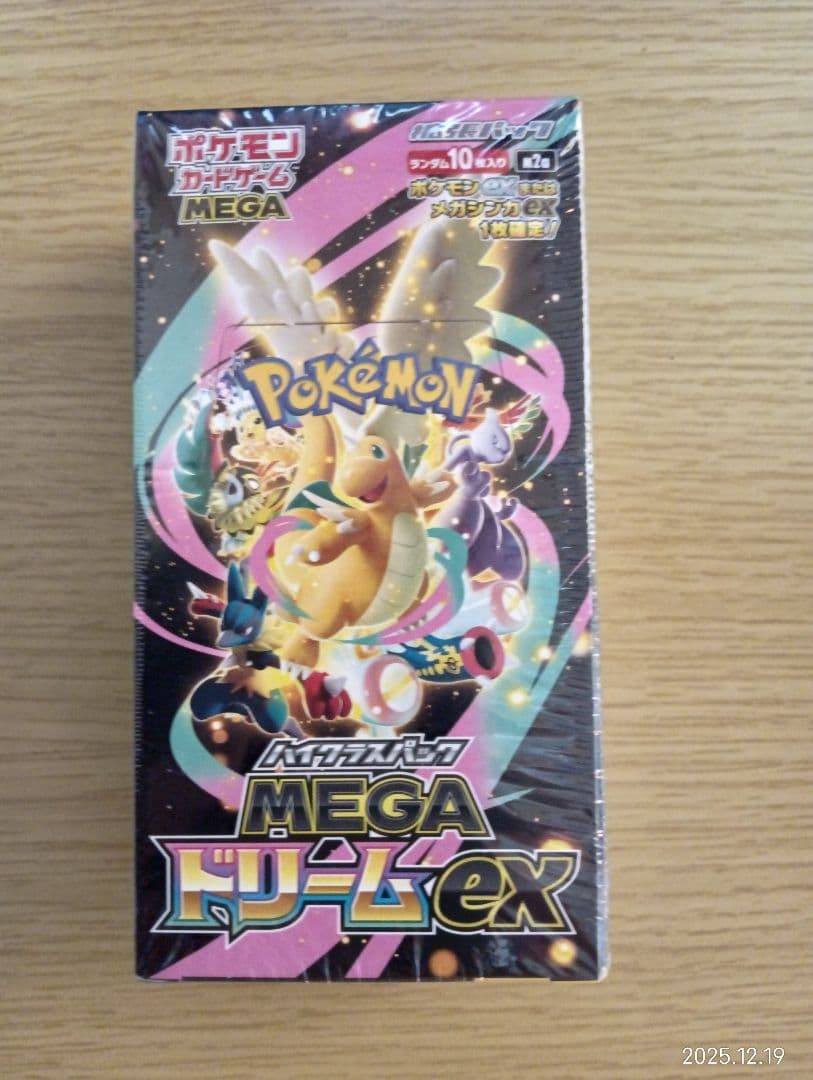 ポケモン
カードゲーム
MEGA
拡張パック
ランダム10枚入り
ポケモンexまたは
メガシンカex
1枚確定!
POKéMON
ハイクラスパック
MEGA
ドリームex
2025.12.19